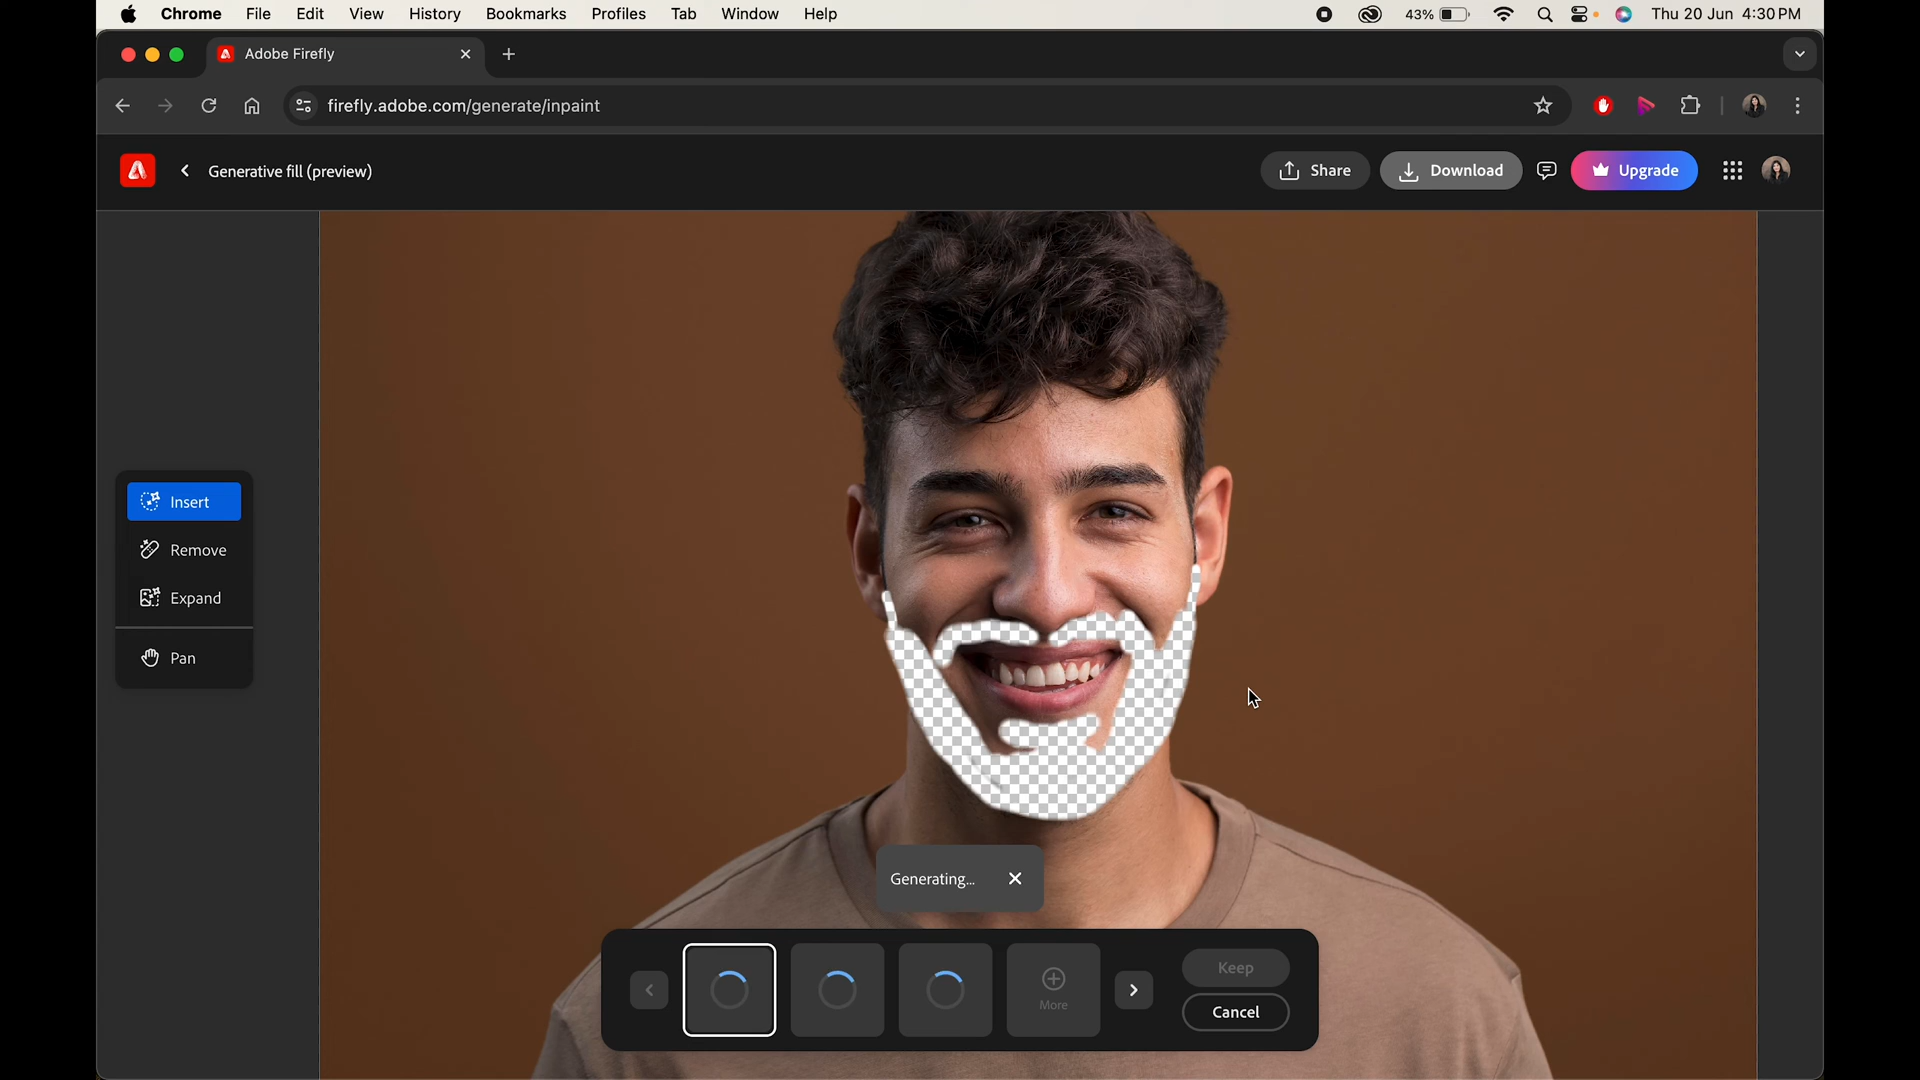 Chrome File Edit View History Bookmarks Profiles Tab Window Help 43% Thu 20 Jun 4:30 PM
Adobe Firefly
firefly.adobe.com/generate/inpaint
Generative fill (preview) Share Download Upgrade
Insert
Remove
Expand
Pan
Generating...
More
Keep
Cancel